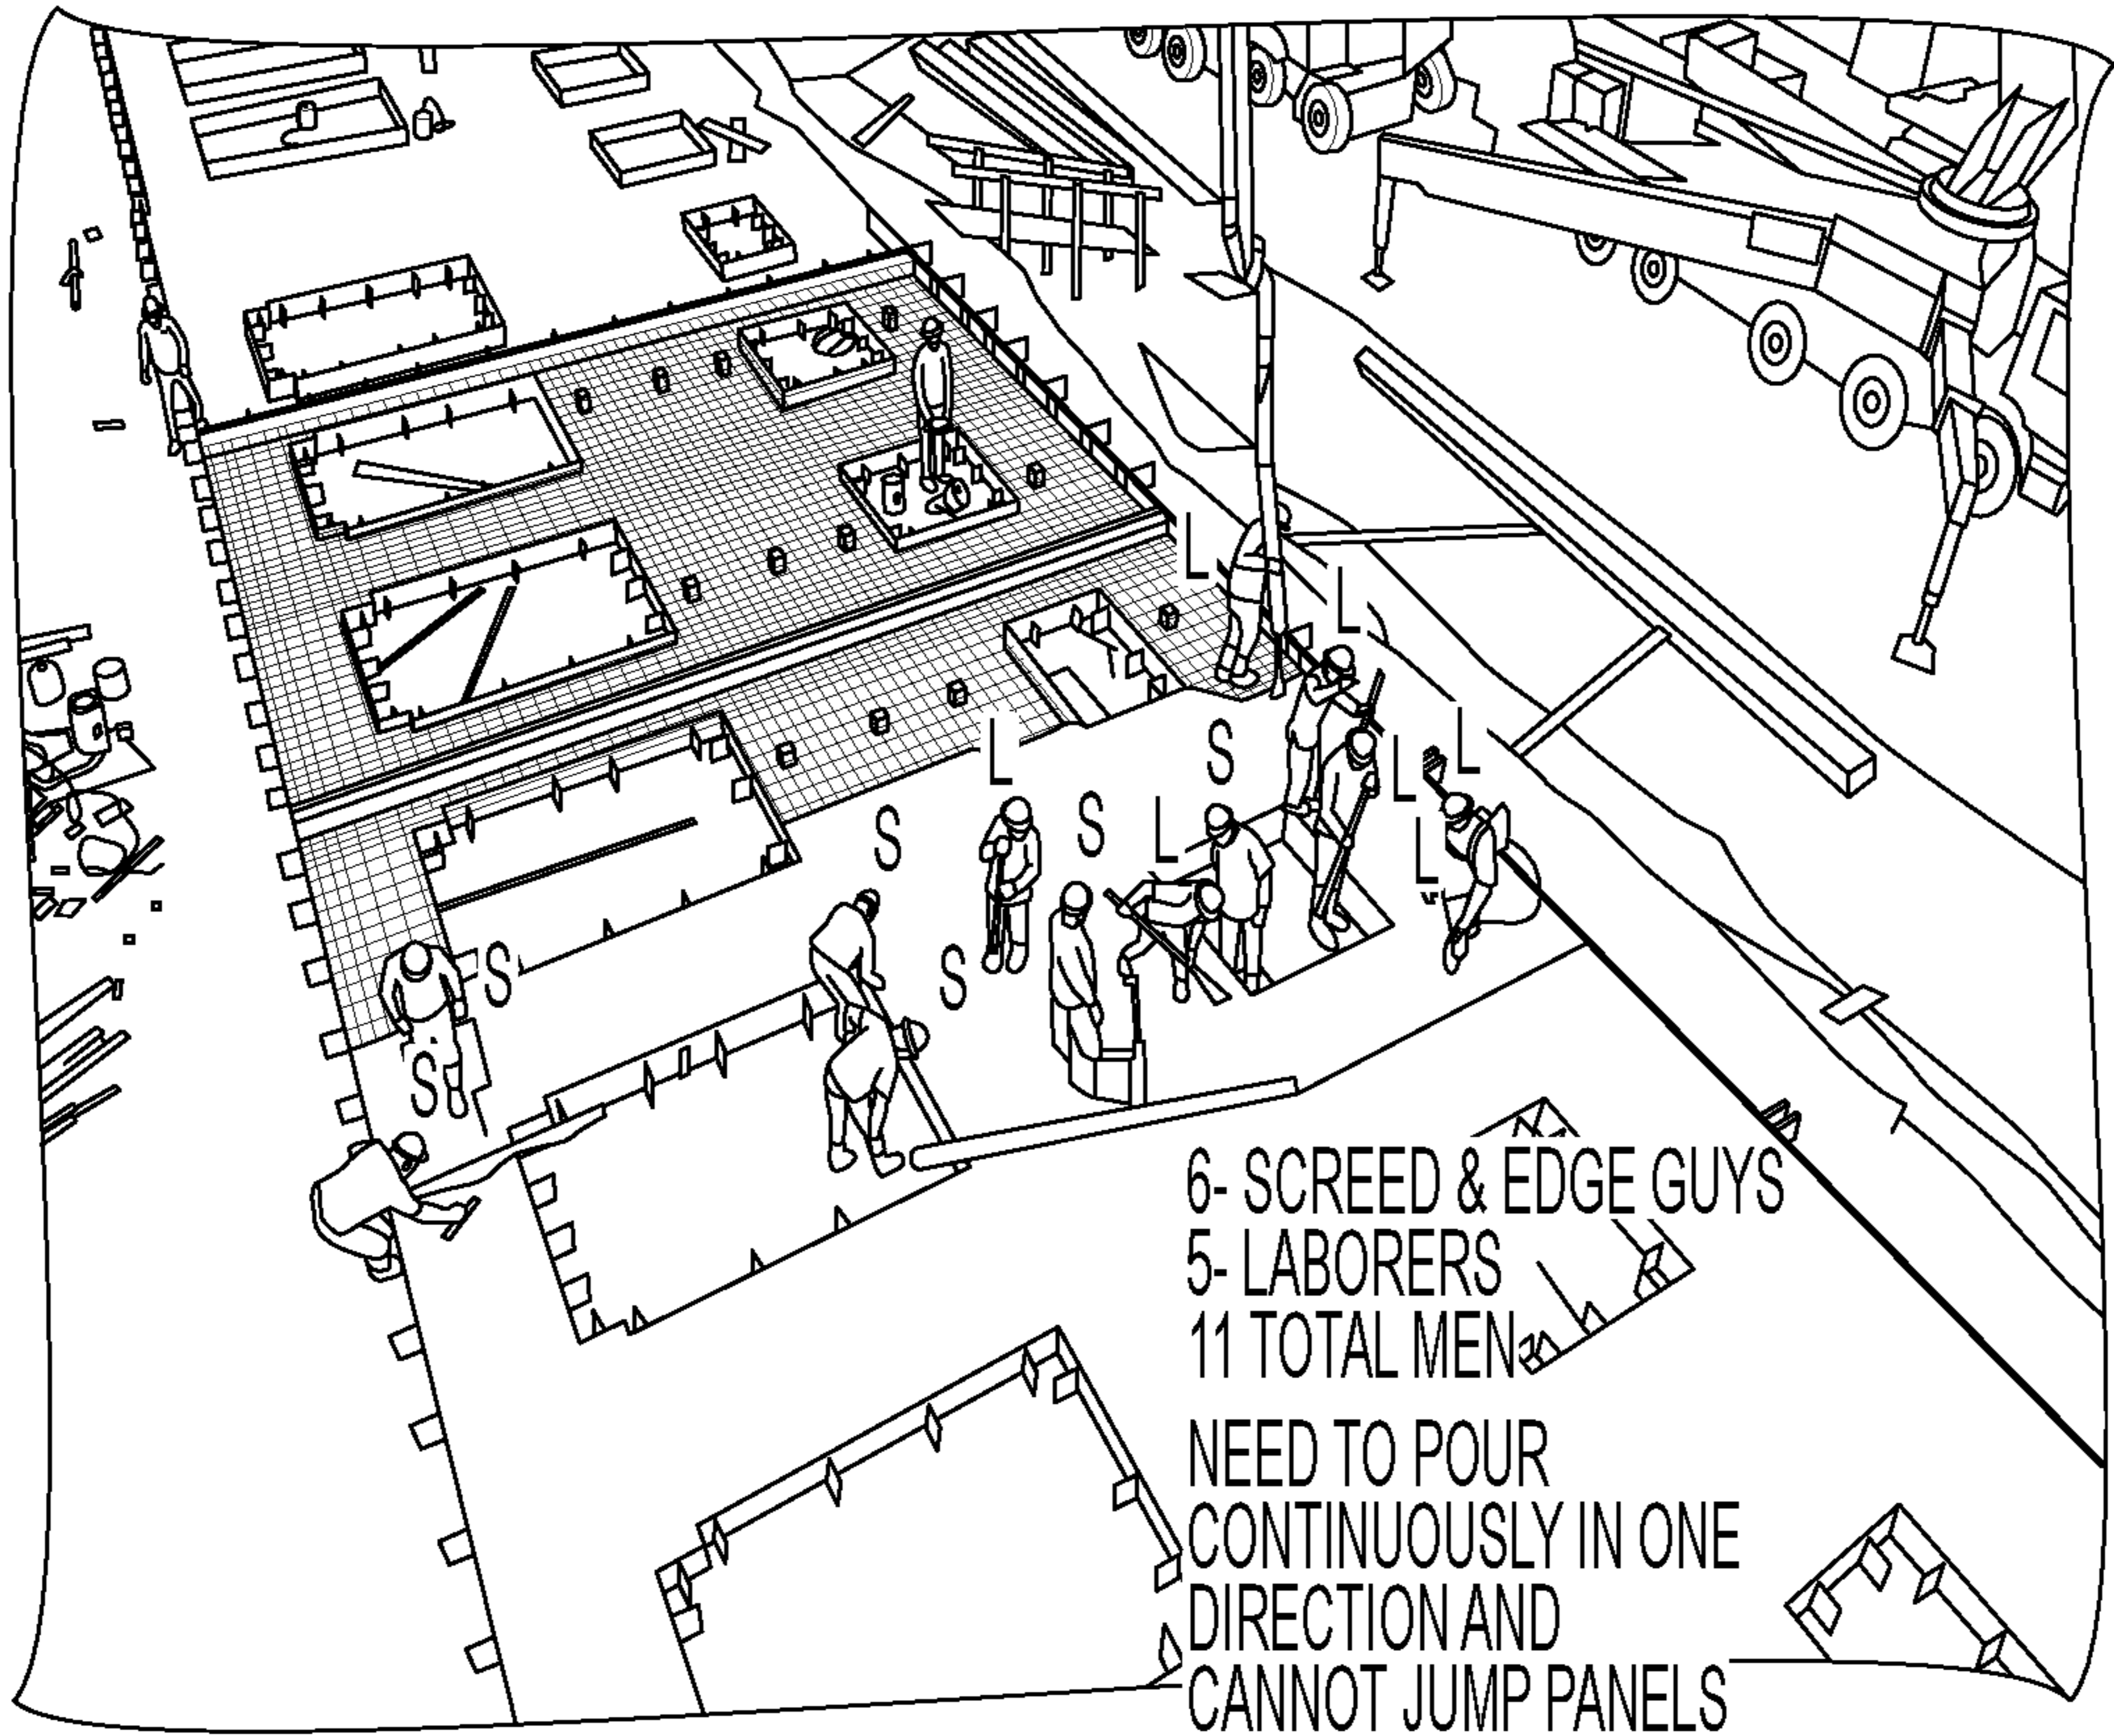 L
L
L
S
L
L
S
S
L
L
S
S
S
6- SCREED & EDGE GUYS
5- LABORERS
11 TOTAL MEN
NEED TO POUR
CONTINUOUSLY IN ONE
DIRECTION AND
CANNOT JUMP PANELS